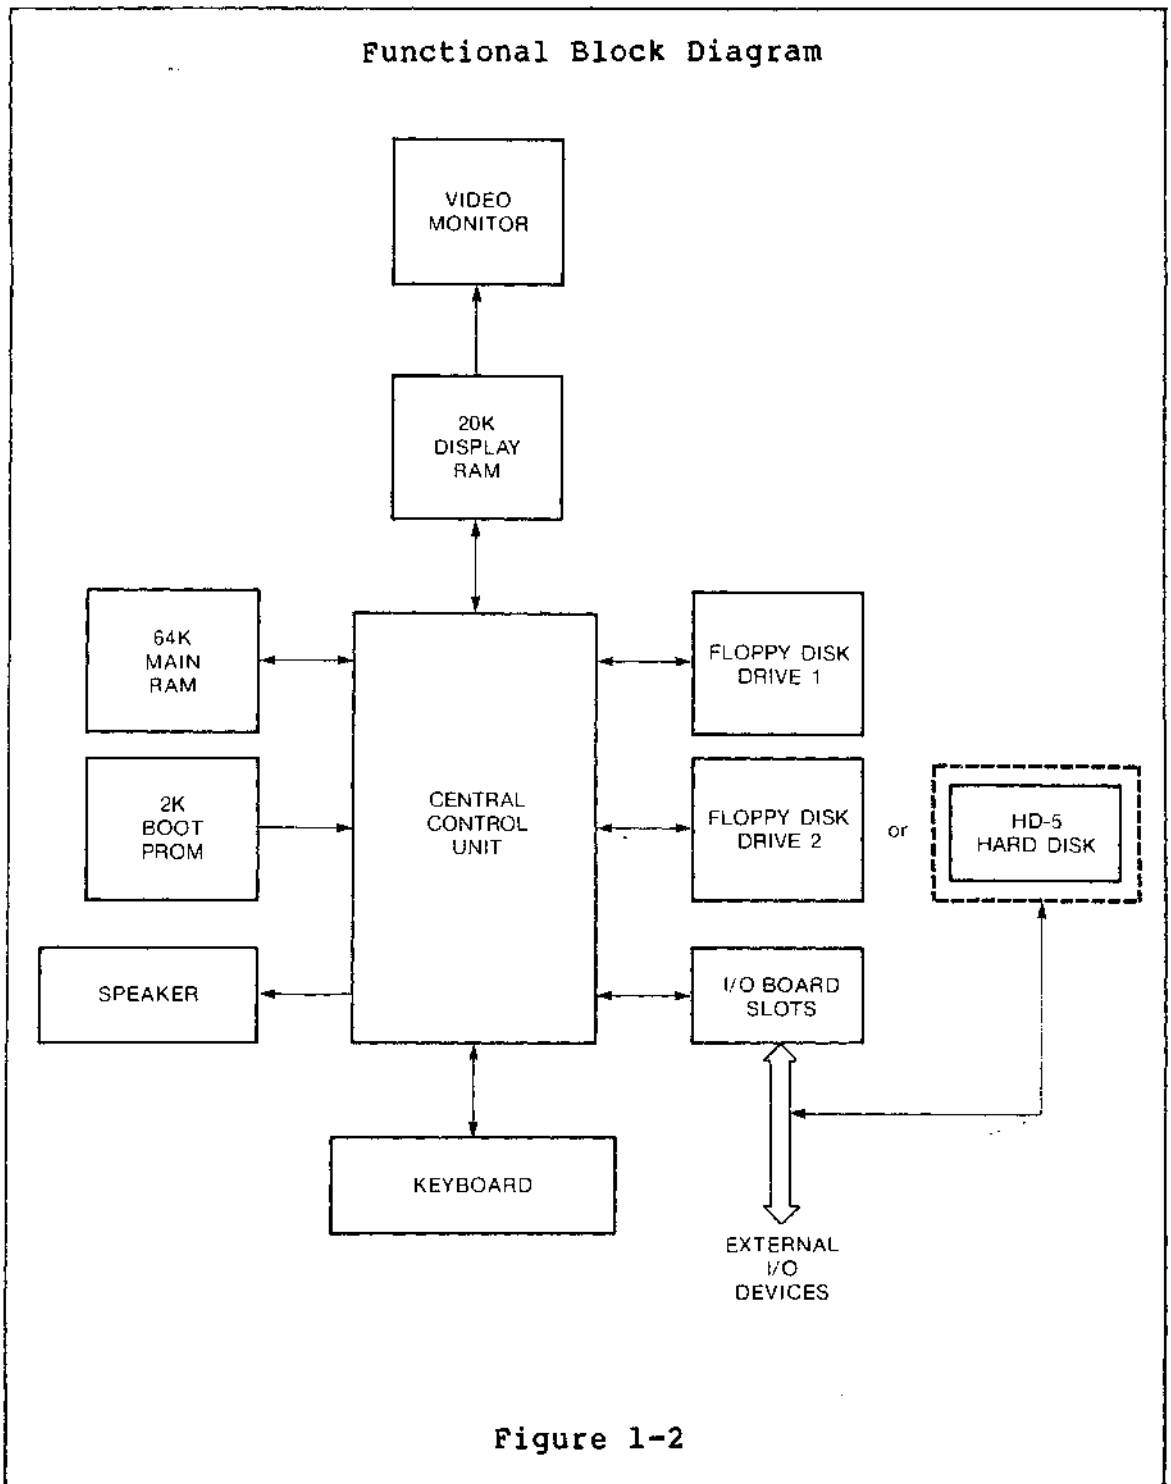 Functional Block Diagram
VIDEO
MONITOR
20K
DISPLAY
RAM
64K
MAIN
RAM
FLOPPY DISK
DRIVE 1
2K
BOOT
PROM
CENTRAL
CONTROL
UNIT
FLOPPY DISK
DRIVE 2
or
HD-5
HARD DISK
SPEAKER
I/O BOARD
SLOTS
KEYBOARD
EXTERNAL
I/O
DEVICES
Figure 1-2